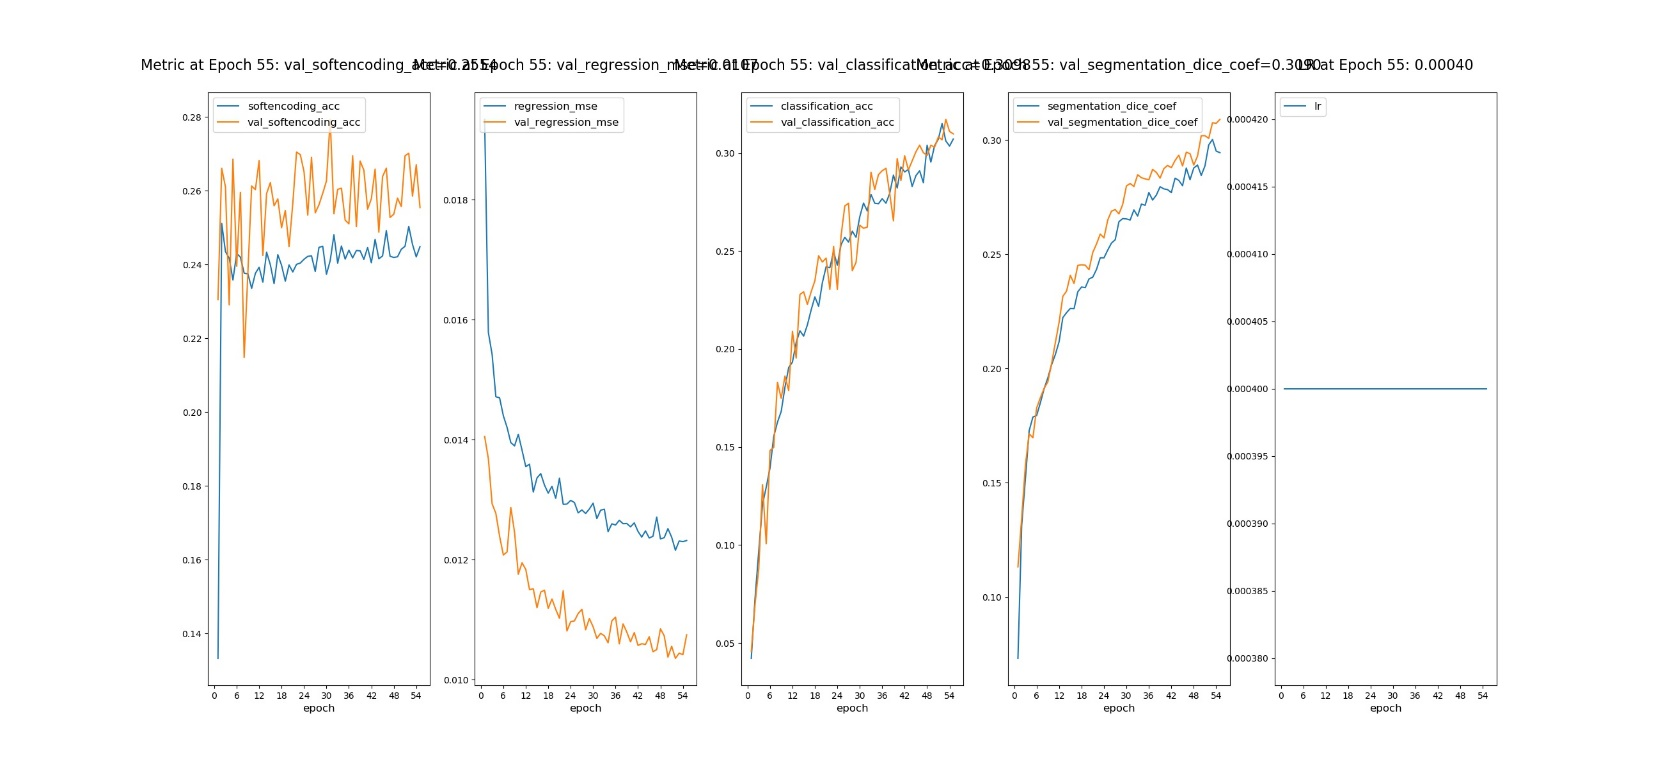 Metric at Epoch 55: val_softencoding_acc=0.2554
Metric at Epoch 55: val_regression_mse=0.0107
Metric at Epoch 55: val_classification_acc=0.3098
Metric at Epoch 55: val_segmentation_dice_coef=0.3090
LR at Epoch 55: 0.00040
softencoding_acc
val_softencoding_acc
0.28
0.26
0.24
0.22
0.20
0.18
0.16
0.14
0 6 12 18 24 30 36 42 48 54
epoch
regression_mse
val_regression_mse
0.018
0.016
0.014
0.012
0.010
0 6 12 18 24 30 36 42 48 54
epoch
classification_acc
val_classification_acc
0.30
0.25
0.20
0.15
0.10
0.05
0 6 12 18 24 30 36 42 48 54
epoch
segmentation_dice_coef
val_segmentation_dice_coef
0.30
0.25
0.20
0.15
0.10
0 6 12 18 24 30 36 42 48 54
epoch
lr
0.000420
0.000415
0.000410
0.000405
0.000400
0.000395
0.000390
0.000385
0.000380
0 6 12 18 24 30 36 42 48 54
epoch